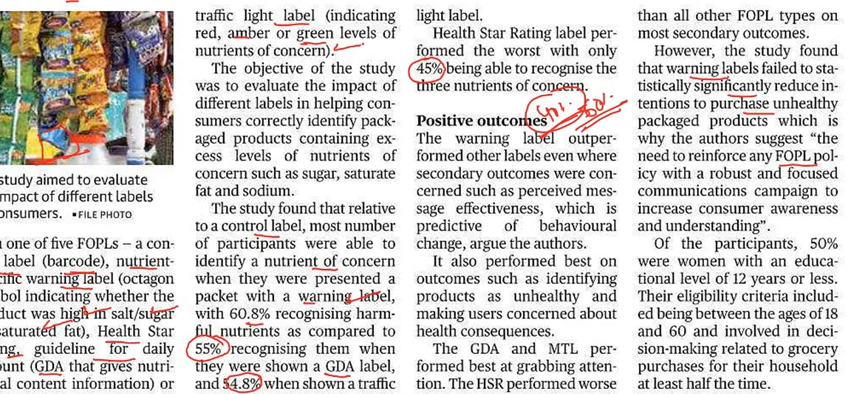 study aimed to evaluate
mpact of different labels
onsumers. ▪ FILE PHOTO
one of five FOPLs – a con-
label (barcode), nutrient-
cific warning label (octagon
bol indicating whether the
duct was high in salt/sugar
saturated fat), Health Star
ng, guideline for daily
ount (GDA that gives nutri-
al content information) or
traffic light label (indicating
red, amber or green levels of
nutrients of concern).
The objective of the study
was to evaluate the impact of
different labels in helping con-
sumers correctly identify pack-
aged products containing ex-
cess levels of nutrients of
concern such as sugar, saturate
fat and sodium.
The study found that relative
to a control label, most number
of participants were able to
identify a nutrient of concern
when they were presented a
packet with a warning label,
with 60.8% recognising harm-
ful nutrients as compared to
55% recognising them when
they were shown a GDA label,
and 54.8% when shown a traffic
light label.
Health Star Rating label per-
formed the worst with only
45% being able to recognise the
three nutrients of concern.
Positive outcomes
The warning label outper-
formed other labels even where
secondary outcomes were con-
cerned such as perceived mes-
sage effectiveness, which is
predictive of behavioural
change, argue the authors.
It also performed best on
outcomes such as identifying
products as unhealthy and
making users concerned about
health consequences.
The GDA and MTL per-
formed best at grabbing atten-
tion. The HSR performed worse
than all other FOPL types on
most secondary outcomes.
However, the study found
that warning labels failed to sta-
tistically significantly reduce in-
tentions to purchase unhealthy
packaged products which is
why the authors suggest “the
need to reinforce any FOPL pol-
icy with a robust and focused
communications campaign to
increase consumer awareness
and understanding”.
Of the participants, 50%
were women with an educa-
tional level of 12 years or less.
Their eligibility criteria includ-
ed being between the ages of 18
and 60 and involved in deci-
sion-making related to grocery
purchases for their household
at least half the time.